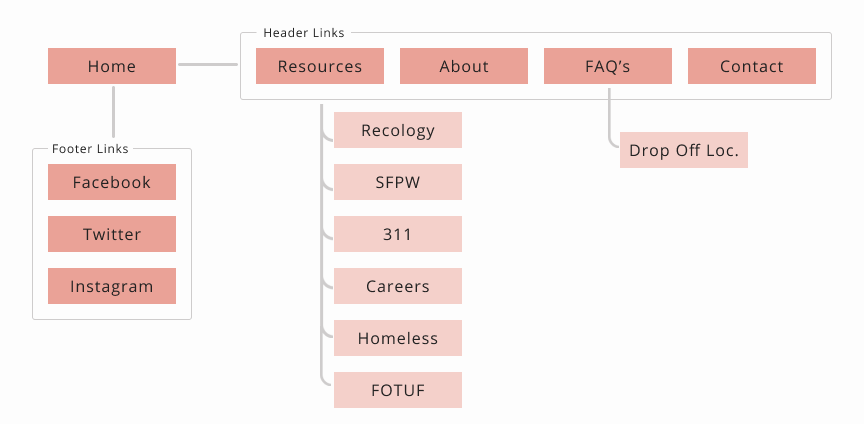 Header Links
Home
Resources
About
FAQ's
Contact
Recology
SFPW
311
Careers
Homeless
FOTUF
Drop Off Loc.
Footer Links
Facebook
Twitter
Instagram